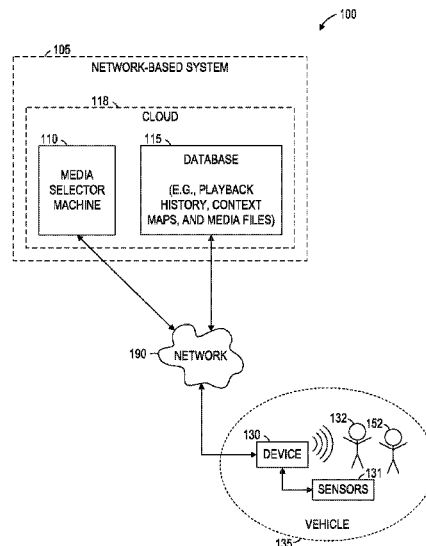 100
105
NETWORK-BASED SYSTEM
118
CLOUD
110
MEDIA
SELECTOR
MACHINE
115
DATABASE
(E.G., PLAYBACK
HISTORY, CONTEXT
MAPS, AND MEDIA FILES)
190
NETWORK
130
DEVICE
132
152
131
SENSORS
VEHICLE
135